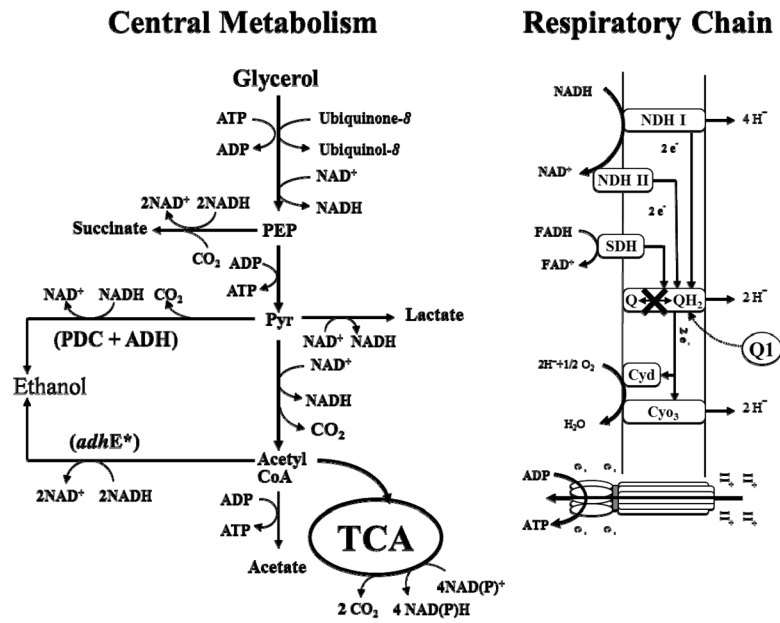 Central Metabolism
Respiratory Chain
Glycerol
ATP
Ubiquinone-8
ADP
Ubiquinol-8
NAD+
NADH
2NAD+ 2NADH
Succinate
PEP
CO2
ADP
ATP
NAD+ NADH CO2
Pyr
Lactate
(PDC + ADH)
NAD+ NADH
Ethanol
NAD+
NADH
CO2
(adhE*)
Acetyl
CoA
2NAD+ 2NADH
ADP
ATP
TCA
Acetate
4NAD(P)+
2 CO2 4 NAD(P)H
NADH
NDH I
4H−
2 e-
NAD+
NDH II
2 e-
FADH
SDH
FAD+
Q
QH2
2H−
2 e-
Q1
2H−+1/2 O2
Cyd
Cyo3
2H−
H2O
ADP
ATP
H+ H+
H+ H+